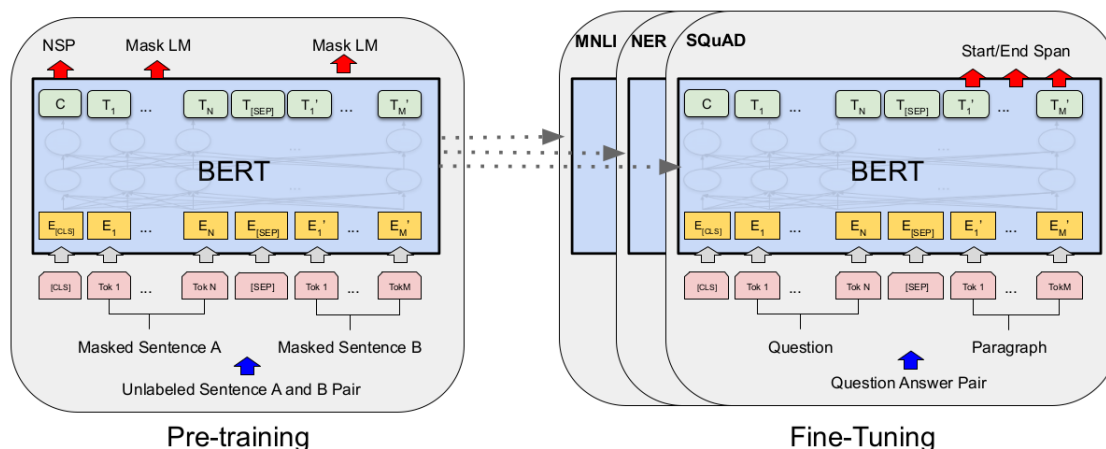 NSP Mask LM Mask LM
C T1 ... TN T[SEP] T1' ... TM'
BERT
E[CLS] E1 ... EN E[SEP] E1' ... EM'
[CLS] Tok 1 ... Tok N [SEP] Tok 1 ... TokM
Masked Sentence A Masked Sentence B
Unlabeled Sentence A and B Pair
Pre-training
MNLI NER SQuAD
Start/End Span
C T1 ... TN T[SEP] T1' ... TM'
BERT
E[CLS] E1 ... EN E[SEP] E1' ... EM'
[CLS] Tok 1 ... Tok N [SEP] Tok 1 ... TokM
Question Paragraph
Question Answer Pair
Fine-Tuning